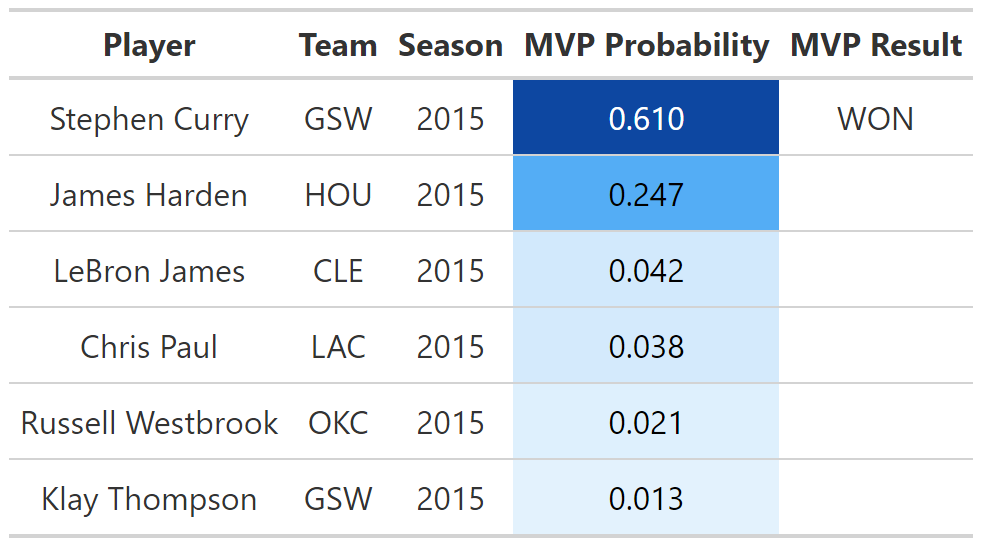 Player Team Season MVP Probability MVP Result
Stephen Curry GSW 2015 0.610 WON
James Harden HOU 2015 0.247
LeBron James CLE 2015 0.042
Chris Paul LAC 2015 0.038
Russell Westbrook OKC 2015 0.021
Klay Thompson GSW 2015 0.013